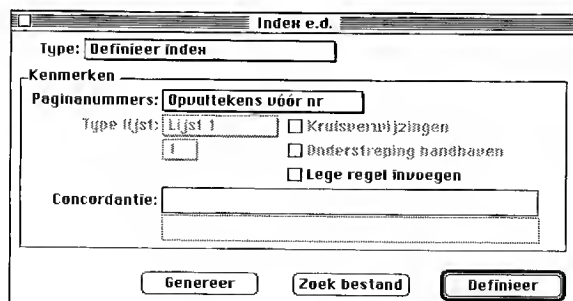 Index e.d.
Type: Definieer index
Kenmerken
Paginanummers: Opvultekens vóór nr
Type lijst: Lijst 1
Kruisverwijzingen
1
Onderstreping handhaven
Lege regel invoegen
Concordantie:
Genereer
Zoek bestand
Definieer